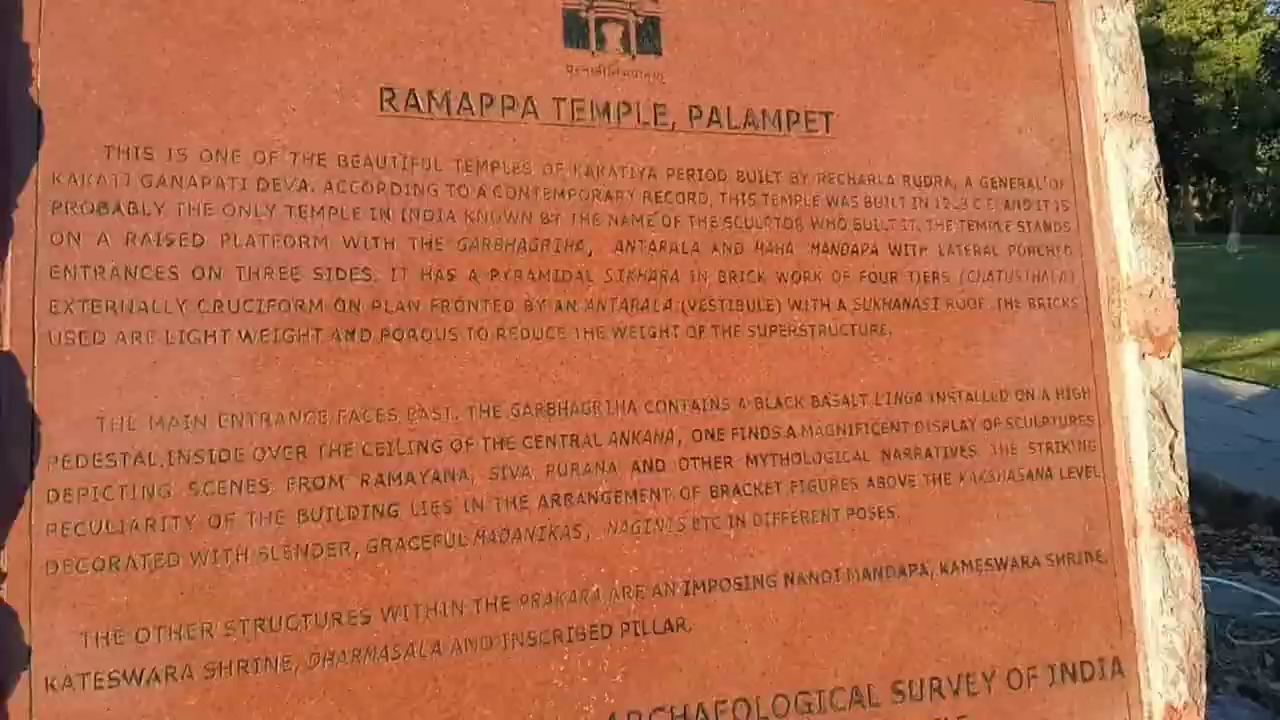 RAMAPPA TEMPLE, PALAMPET
THIS IS ONE OF THE BEAUTIFUL TEMPLES OF KAKATIYA PERIOD BUILT BY RECHARLA RUDRA, A GENERAL OF
KAKATI GANAPATI DEVA. ACCORDING TO A CONTEMPORARY RECORD, THIS TEMPLE WAS BUILT IN C.E. AND IT IS
PROBABLY THE ONLY TEMPLE IN INDIA KNOWN BY THE NAME OF THE SCULPTOR WHO BUILT IT. THE TEMPLE STANDS
ON A RAISED PLATFORM WITH THE GARBHAGRIHA, ANTARALA AND MAHA MANDAPA WITH LATERAL PORCHED
ENTRANCES ON THREE SIDES. IT HAS A PYRAMIDAL SIKHARA IN BRICK WORK OF FOUR TIERS
EXTERNALLY CRUCIFORM ON PLAN FRONTED BY AN ANTARALA (VESTIBULE) WITH A SUKHANASI ROOF. THE BRICKS
USED ARE LIGHT WEIGHT AND POROUS TO REDUCE THE WEIGHT OF THE SUPERSTRUCTURE.
THE MAIN ENTRANCE FACES EAST. THE GARBHAGRIHA CONTAINS A BLACK BASALT LINGA INSTALLED ON A HIGH
PEDESTAL.INSIDE OVER THE CEILING OF THE CENTRAL ANKANA, ONE FINDS A MAGNIFICENT DISPLAY OF SCULPTURES
DEPICTING SCENES FROM RAMAYANA, SIVA PURANA AND OTHER MYTHOLOGICAL NARRATIVES. THE STRIKING
PECULIARITY OF THE BUILDING LIES IN THE ARRANGEMENT OF BRACKET FIGURES ABOVE THE KAKSHASANA LEVEL,
DECORATED WITH SLENDER, GRACEFUL MADANIKAS, NAGINIS ETC IN DIFFERENT POSES.
THE OTHER STRUCTURES WITHIN THE PRAKARA ARE AN IMPOSING NANDI MANDAPA, KAMESWARA SHRINE,
KATESWARA SHRINE, DHARMASALA AND INSCRIBED PILLAR.
ARCHAEOLOGICAL SURVEY OF INDIA